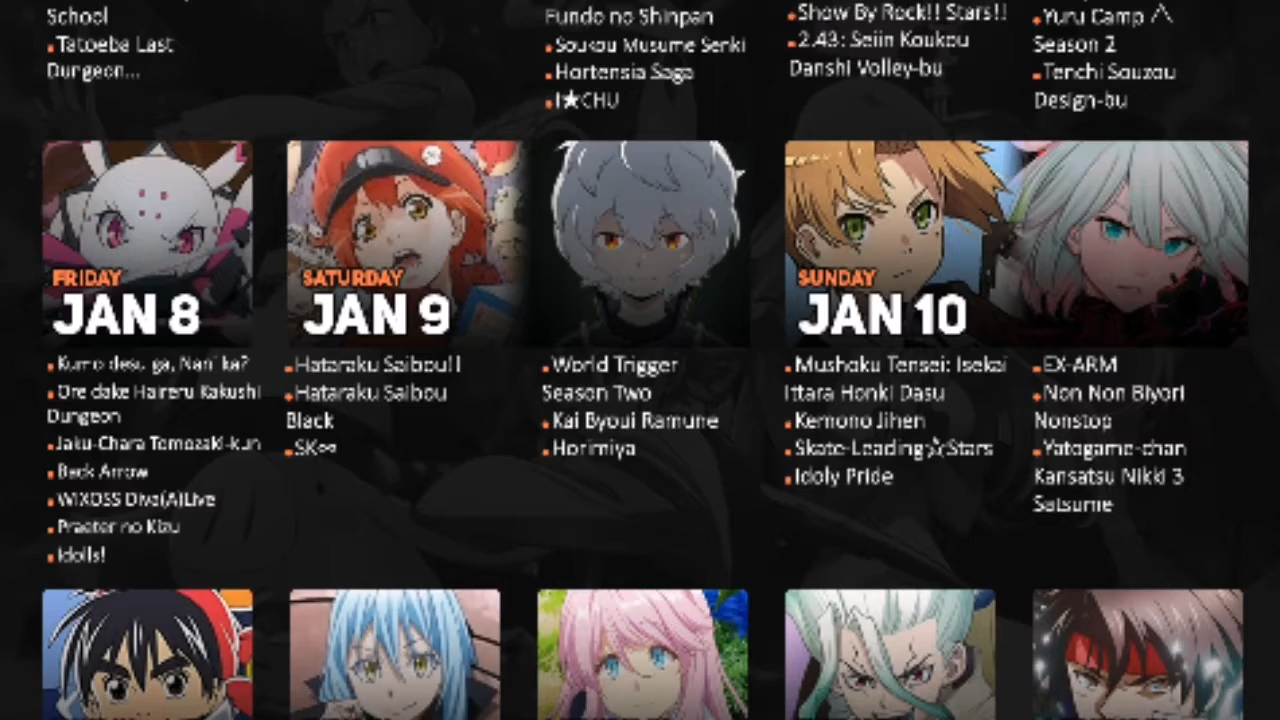 School
Tatoeba Last
Dungeon...
Fundo no Shinpan
Soukou Musume Senki
Hortensia Saga
I★CHU
Show By Rock!! Stars!!
2.43: Seiin Koukou
Danshi Volley-bu
Yuru Camp △
Season 2
Tenchi Souzou
Design-bu
FRIDAY
JAN 8
Kumo desu, ga, Nani ka?
Ore dake Haireru Kakushi
Dungeon
Jaku-Chara Tomozaki-kun
Back Arrow
WIXOSS Diva(A)Live
Praeter no Kizu
Idolls!
SATURDAY
JAN 9
Hataraku Saibou!!
Hataraku Saibou
Black
SK∞
World Trigger
Season Two
Kai Byoui Ramune
Horimiya
SUNDAY
JAN 10
Mushoku Tensei: Isekai
Ittara Honki Dasu
Kemono Jihen
Skate-Leading☆Stars
Idoly Pride
EX-ARM
Non Non Biyori
Nonstop
Yatogame-chan
Kansatsu Nikki 3
Satsume